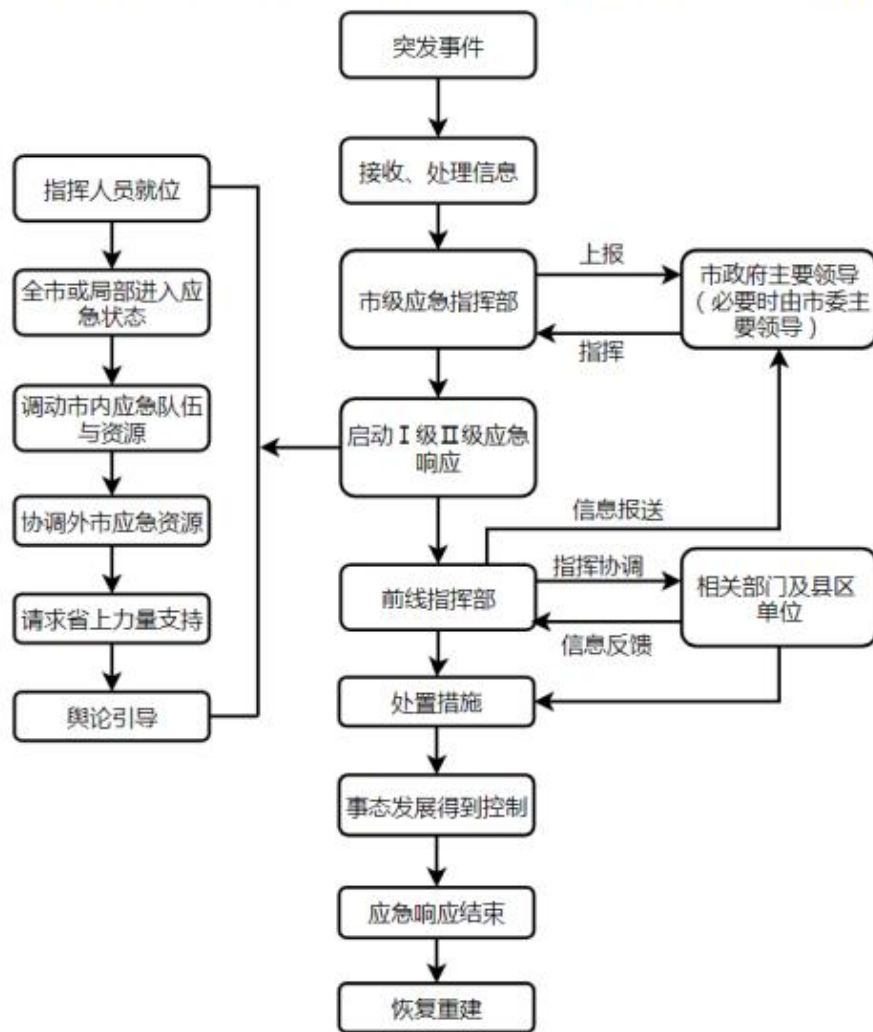 突发事件
接收、处理信息
指挥人员就位
上报
市级应急指挥部
市政府主要领导
（必要时由市委主
要领导）
指挥
全市或局部进入应
急状态
调动市内应急队伍
与资源
启动Ⅰ级Ⅱ级应急
响应
协调外市应急资源
信息报送
指挥协调
前线指挥部
相关部门及县区
单位
信息反馈
请求省上力量支持
舆论引导
处置措施
事态发展得到控制
应急响应结束
恢复重建